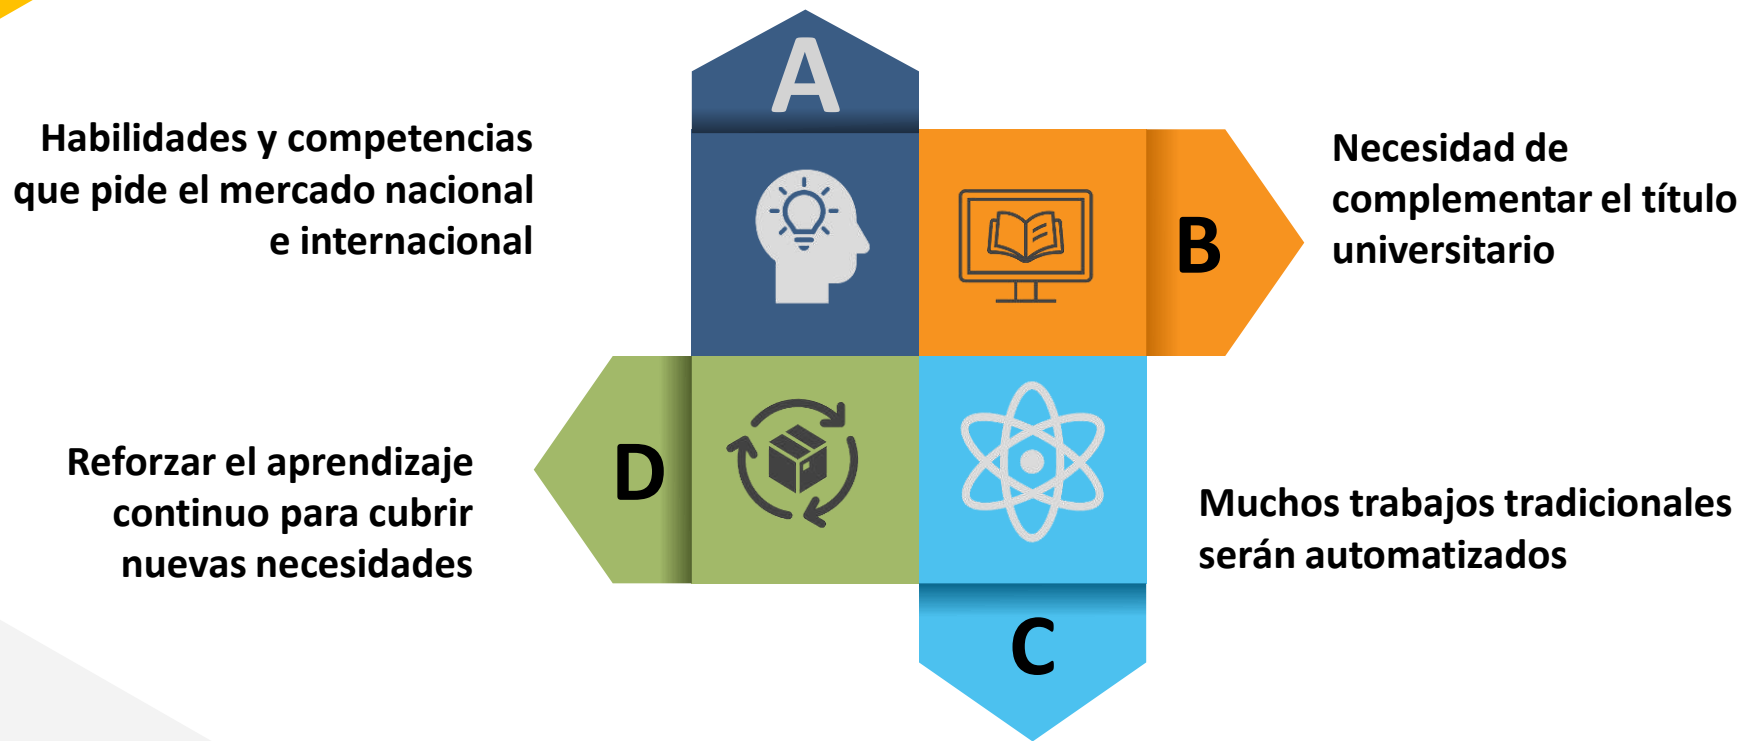 A
Habilidades y competencias
que pide el mercado nacional
e internacional
B
Necesidad de
complementar el título
universitario
D
Reforzar el aprendizaje
continuo para cubrir
nuevas necesidades
Muchos trabajos tradicionales
serán automatizados
C